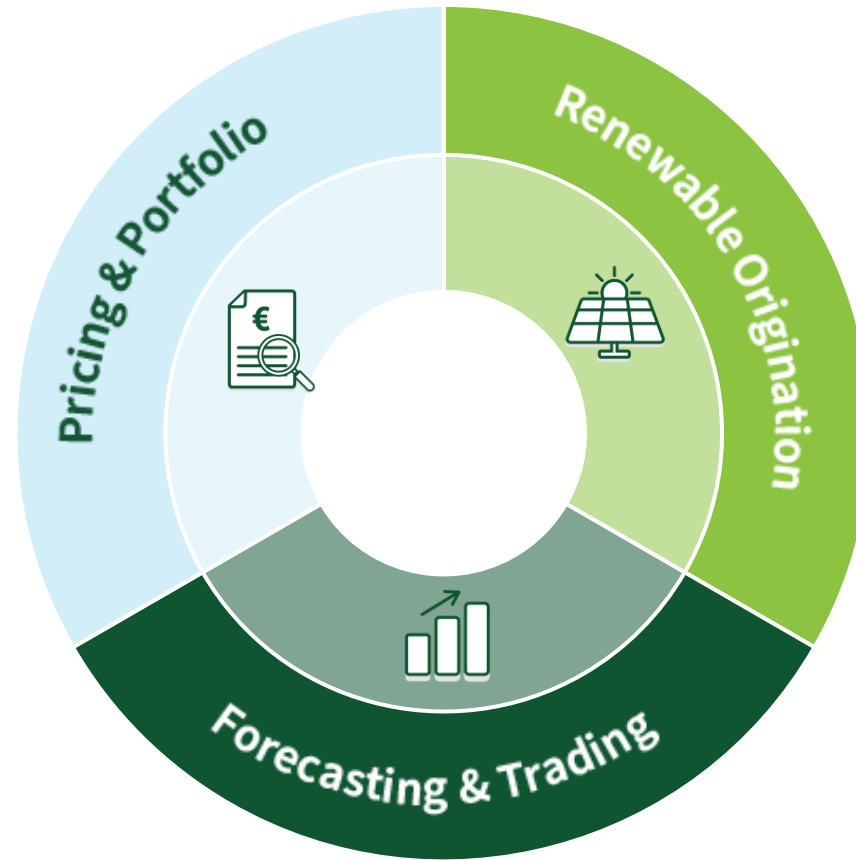 Pricing & Portfolio
Renewable Origination
€
Forecasting & Trading